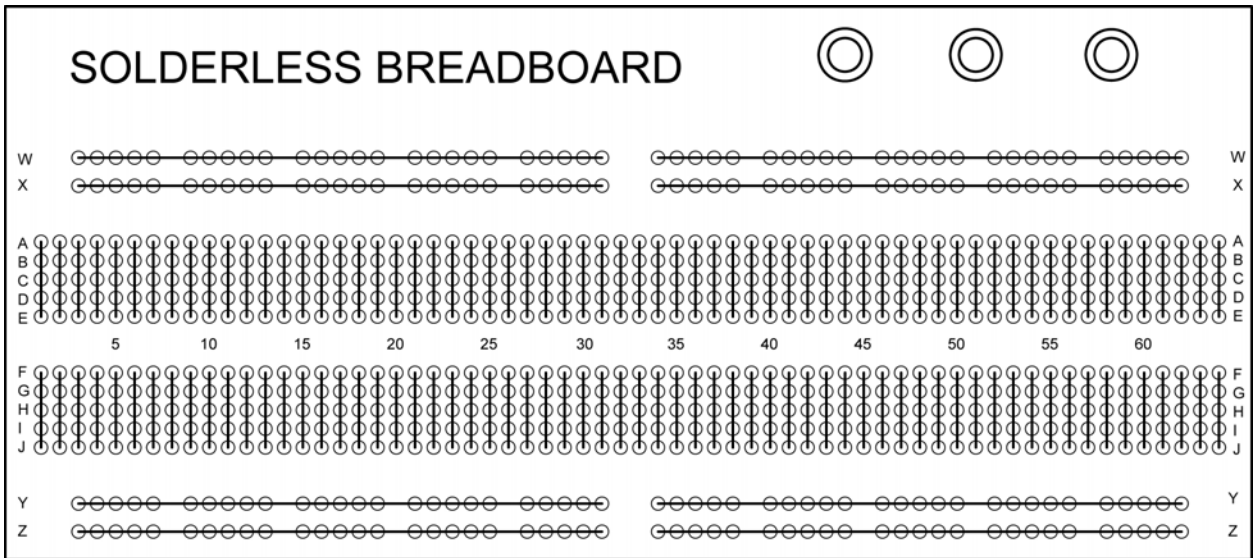 SOLDERLESS BREADBOARD
W W
X X
A A
B B
C C
D D
E E
5 10 15 20 25 30 35 40 45 50 55 60
F F
G G
H H
I I
J J
Y Y
Z Z